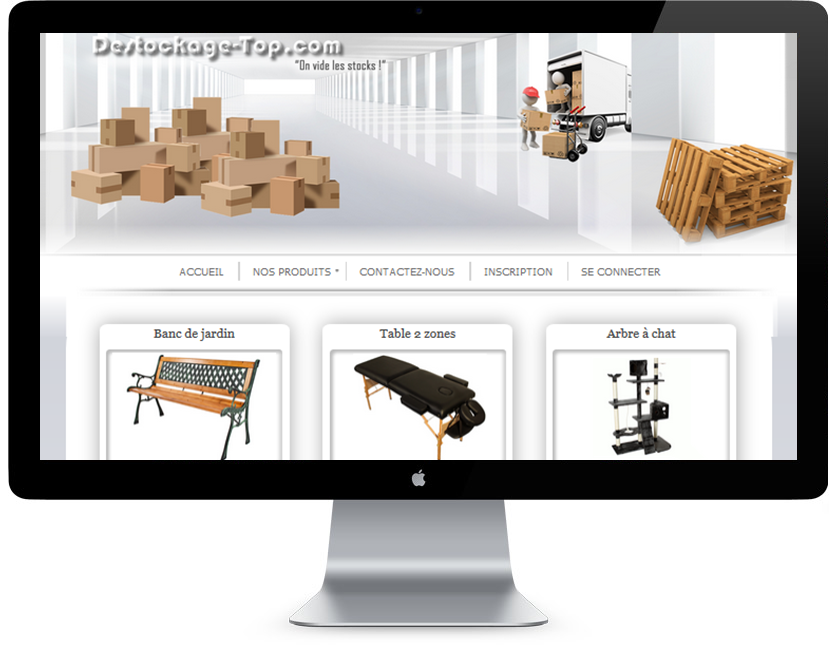 Destockage-Top.com
"On vide les stocks !"
ACCUEIL NOS PRODUITS CONTACTEZ-NOUS INSCRIPTION SE CONNECTER
Banc de jardin Table 2 zones Arbre à chat